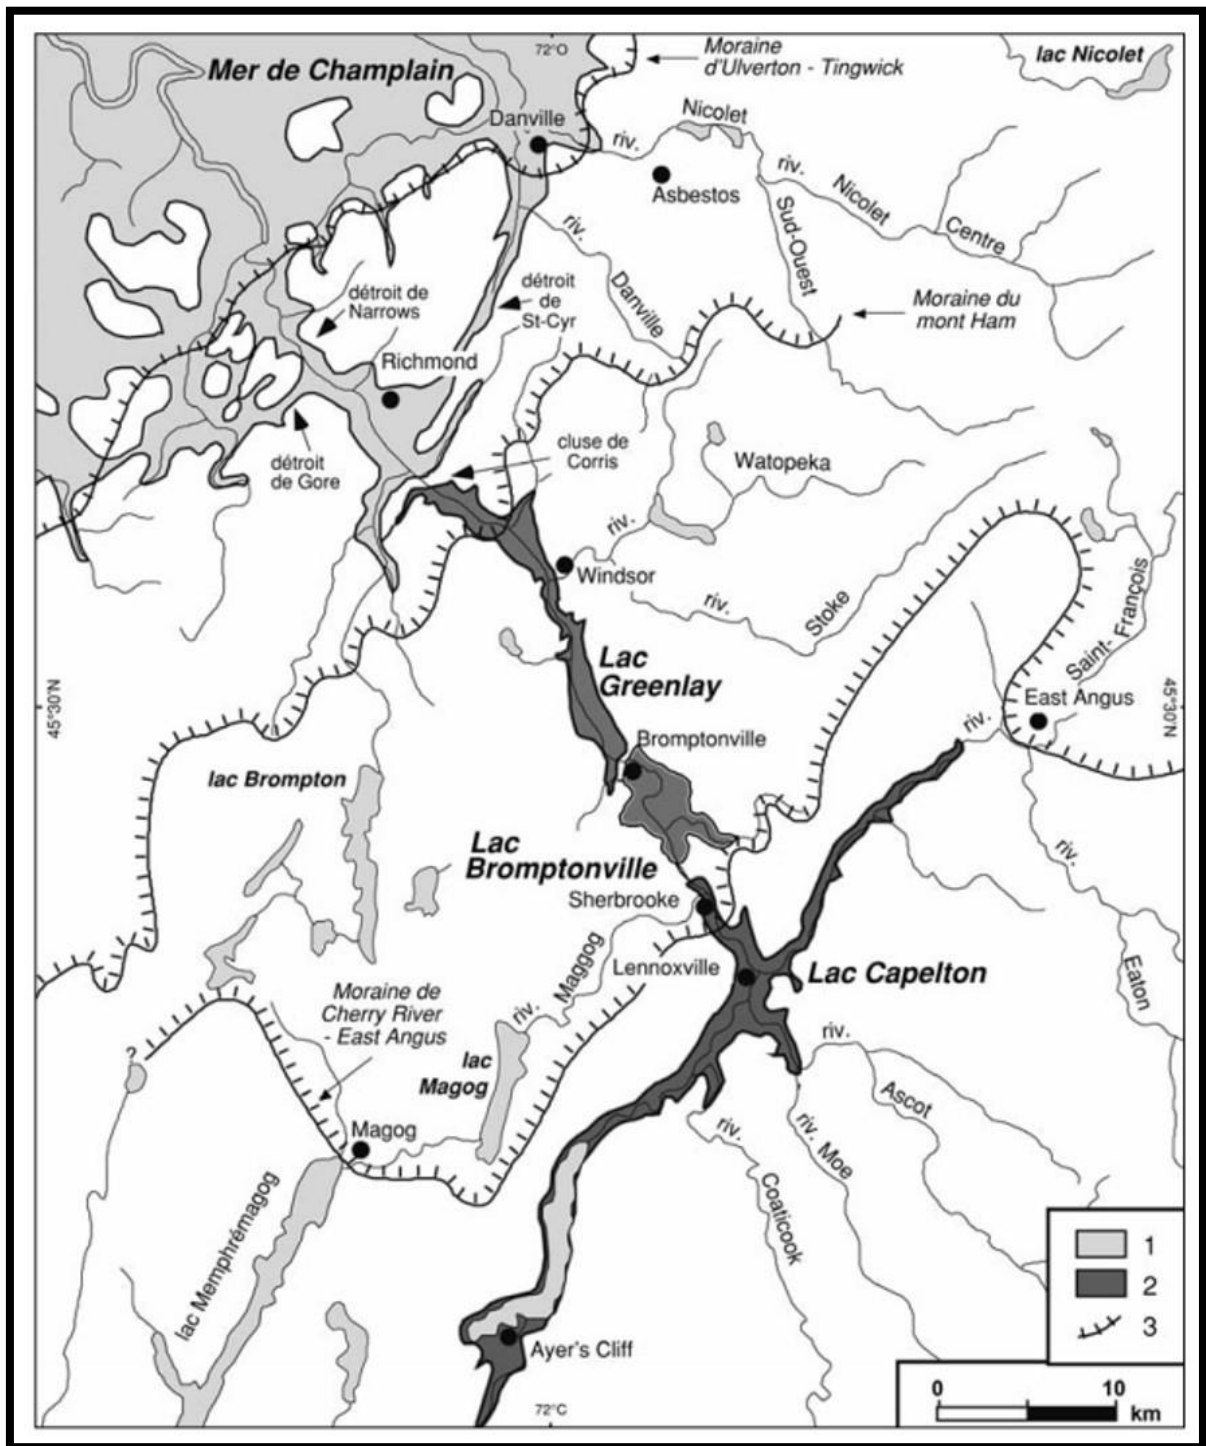 72°O
Moraine
d'Ulverton - Tingwick
lac Nicolet
Mer de Champlain
Danville
Nicolet
riv.
Asbestos
riv.
Nicolet
Centre
Sud-Ouest
riv.
Danville
détroit de
Narrows
détroit
de
St-Cyr
Moraine du
mont Ham
Richmond
cluse de
Corris
détroit
de Gore
Watopeka
riv.
Windsor
riv.
Stoke
Saint-François
Lac
Greenlay
45°30'N
45°30'N
East Angus
riv.
Bromptonville
lac Brompton
Lac
Bromptonville
riv.
Eaton
Sherbrooke
Lennoxville
Lac Capelton
riv.
Maggog
Moraine de
Cherry River
- East Angus
?
lac
Magog
riv.
Ascot
Magog
riv.
Coaticook
riv.
Moe
lac Memphrémagog
Ayer's Cliff
1
2
3
0
10
km
72°C